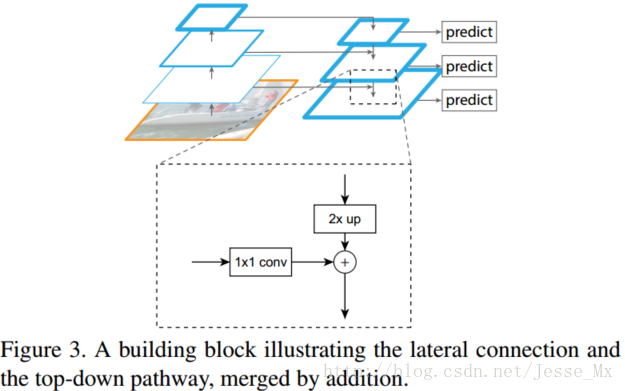 predict
predict
predict
2x up
1x1 conv
+
Figure 3. A building block illustrating the lateral connection and
the top-down pathway, merged by addition.
http://blog.csdn.net/Jesse_Mx